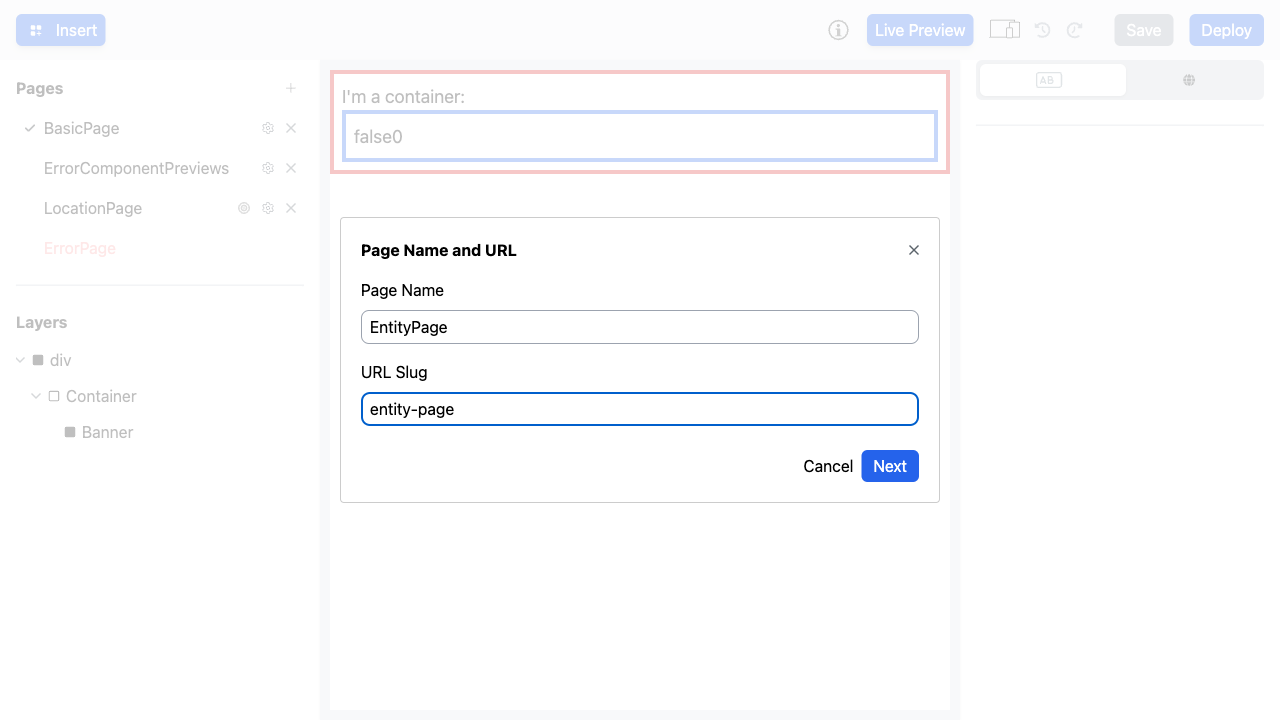 Insert
Live Preview
Save
Deploy
Pages
BasicPage
ErrorComponentPreviews
LocationPage
ErrorPage
Layers
div
Container
Banner
I'm a container:
false0
Page Name and URL
Page Name
EntityPage
URL Slug
entity-page
Cancel
Next
AB